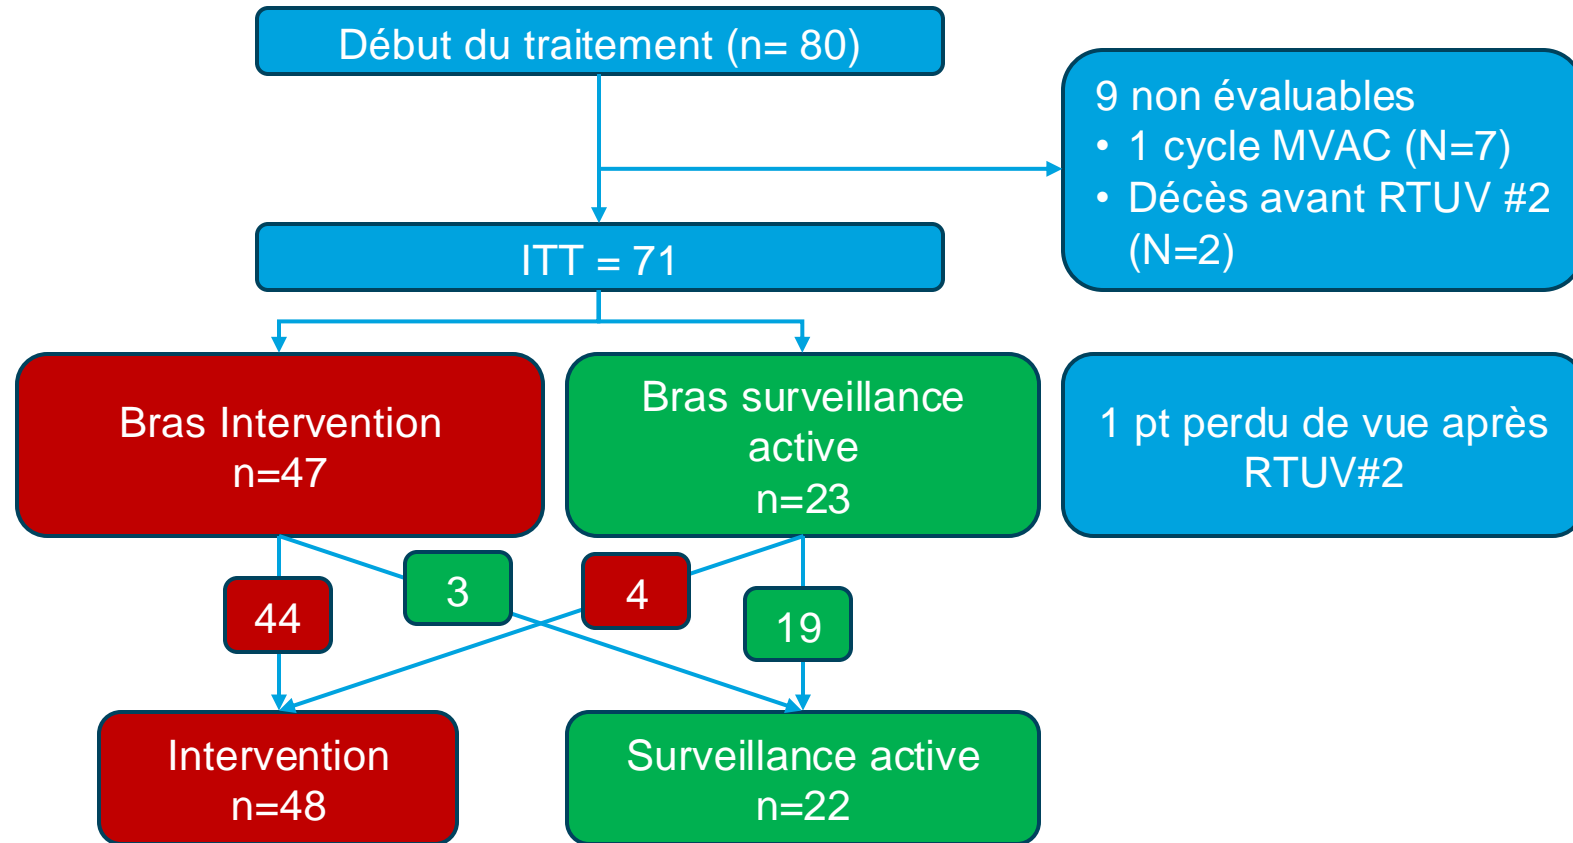 Début du traitement (n= 80)
9 non évaluables
• 1 cycle MVAC (N=7)
• Décès avant RTUV #2
(N=2)
ITT = 71
Bras Intervention
n=47
Bras surveillance
active
n=23
1 pt perdu de vue après
RTUV#2
44
3
4
19
Intervention
n=48
Surveillance active
n=22